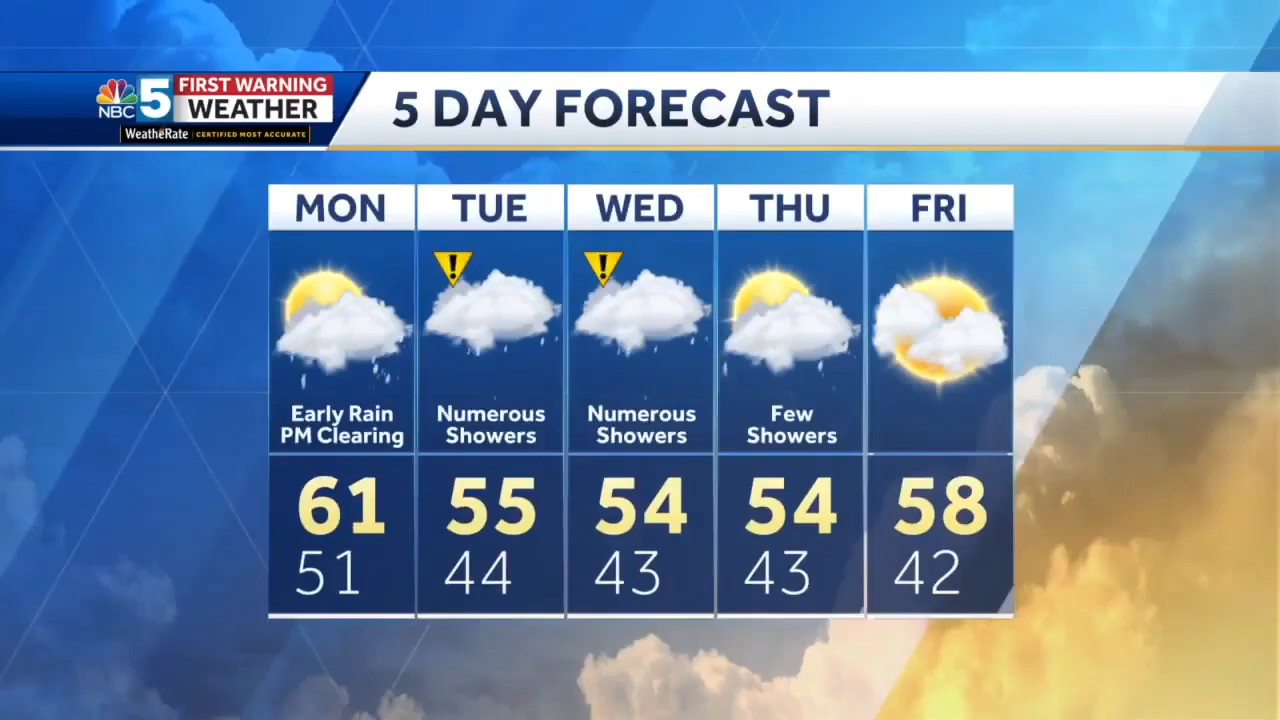 NBC 5 FIRST WARNING WEATHER
WeatheRate | CERTIFIED MOST ACCURATE
5 DAY FORECAST
MON TUE WED THU FRI
! !
Early Rain PM Clearing
Numerous Showers
Numerous Showers
Few Showers
61 55 54 54 58
51 44 43 43 42